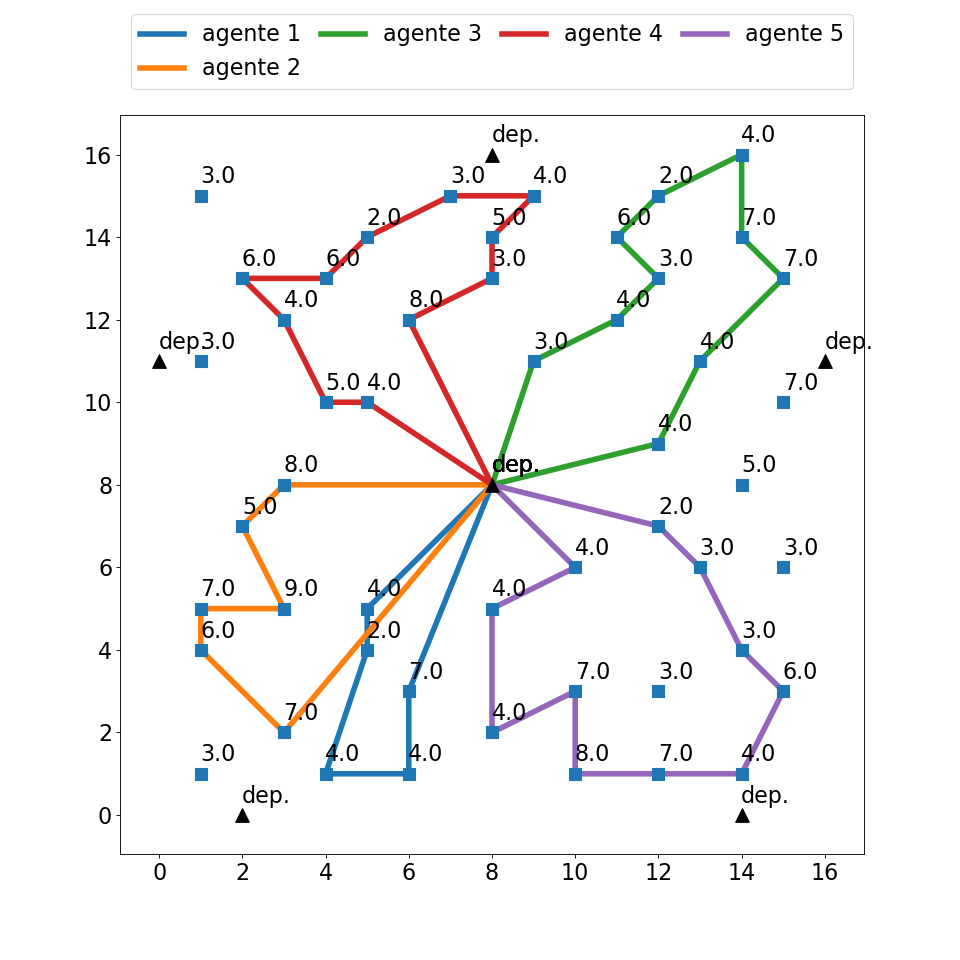 agente 1 agente 3 agente 4 agente 5
agente 2
4.0
dep.
16
3.0 3.0 4.0 2.0
2.0 5.0 6.0 7.0
14
6.0 6.0 3.0 3.0 7.0
4.0 8.0 4.0
12
dep. 3.0 3.0 4.0 dep.
5.0 4.0 7.0
10
4.0
8.0 dep. 5.0
8
5.0 2.0
4.0 3.0 3.0
6
7.0 9.0 4.0 4.0
6.0 2.0 3.0
4
7.0 7.0 3.0 6.0
7.0 4.0
2
3.0 4.0 4.0 8.0 7.0 4.0
dep. dep.
0
0 2 4 6 8 10 12 14 16